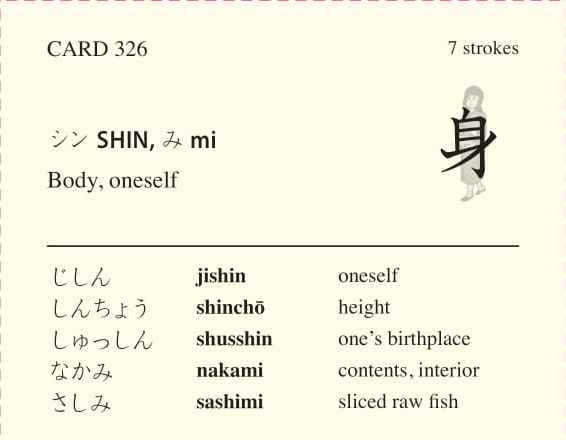 CARD 326
7 strokes
シン SHIN, み mi
身
Body, oneself
じしん jishin oneself
しんちょう shinchō height
しゅっしん shusshin one's birthplace
なかみ nakami contents, interior
さしみ sashimi sliced raw fish